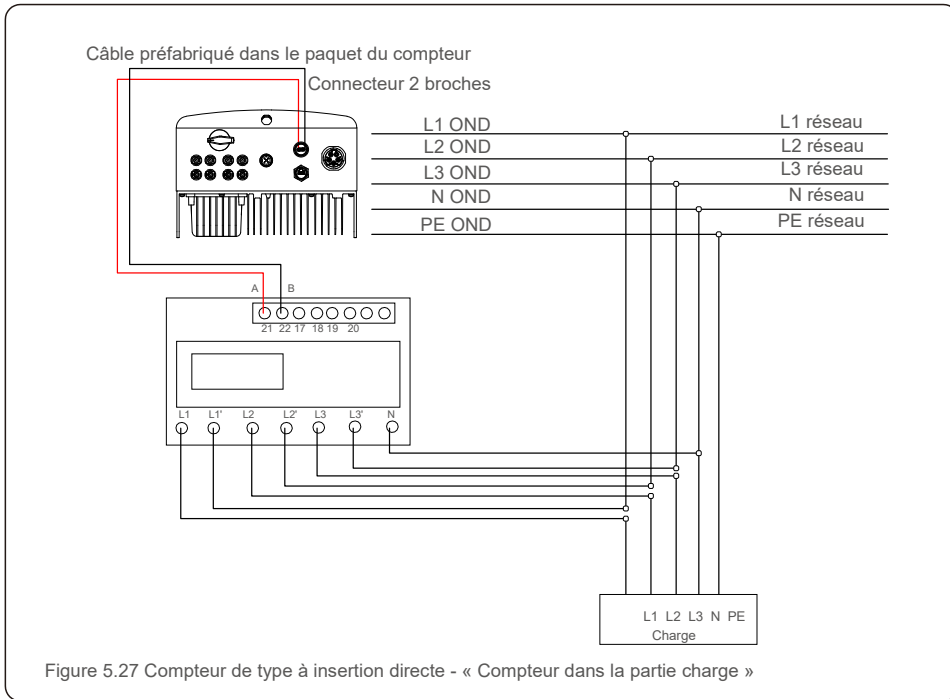 Câble préfabriqué dans le paquet du compteur
Connecteur 2 broches
L1 OND L1 réseau
L2 OND L2 réseau
L3 OND L3 réseau
N OND N réseau
PE OND PE réseau
A B
21 22 17 18 19 20
L1 L1' L2 L2' L3 L3' N
L1 L2 L3 N PE
Charge
Figure 5.27 Compteur de type à insertion directe - « Compteur dans la partie charge »